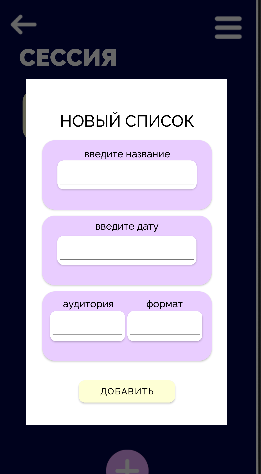 СЕССИЯ
НОВЫЙ СПИСОК
введите название
введите дату
аудитория формат
ДОБАВИТЬ